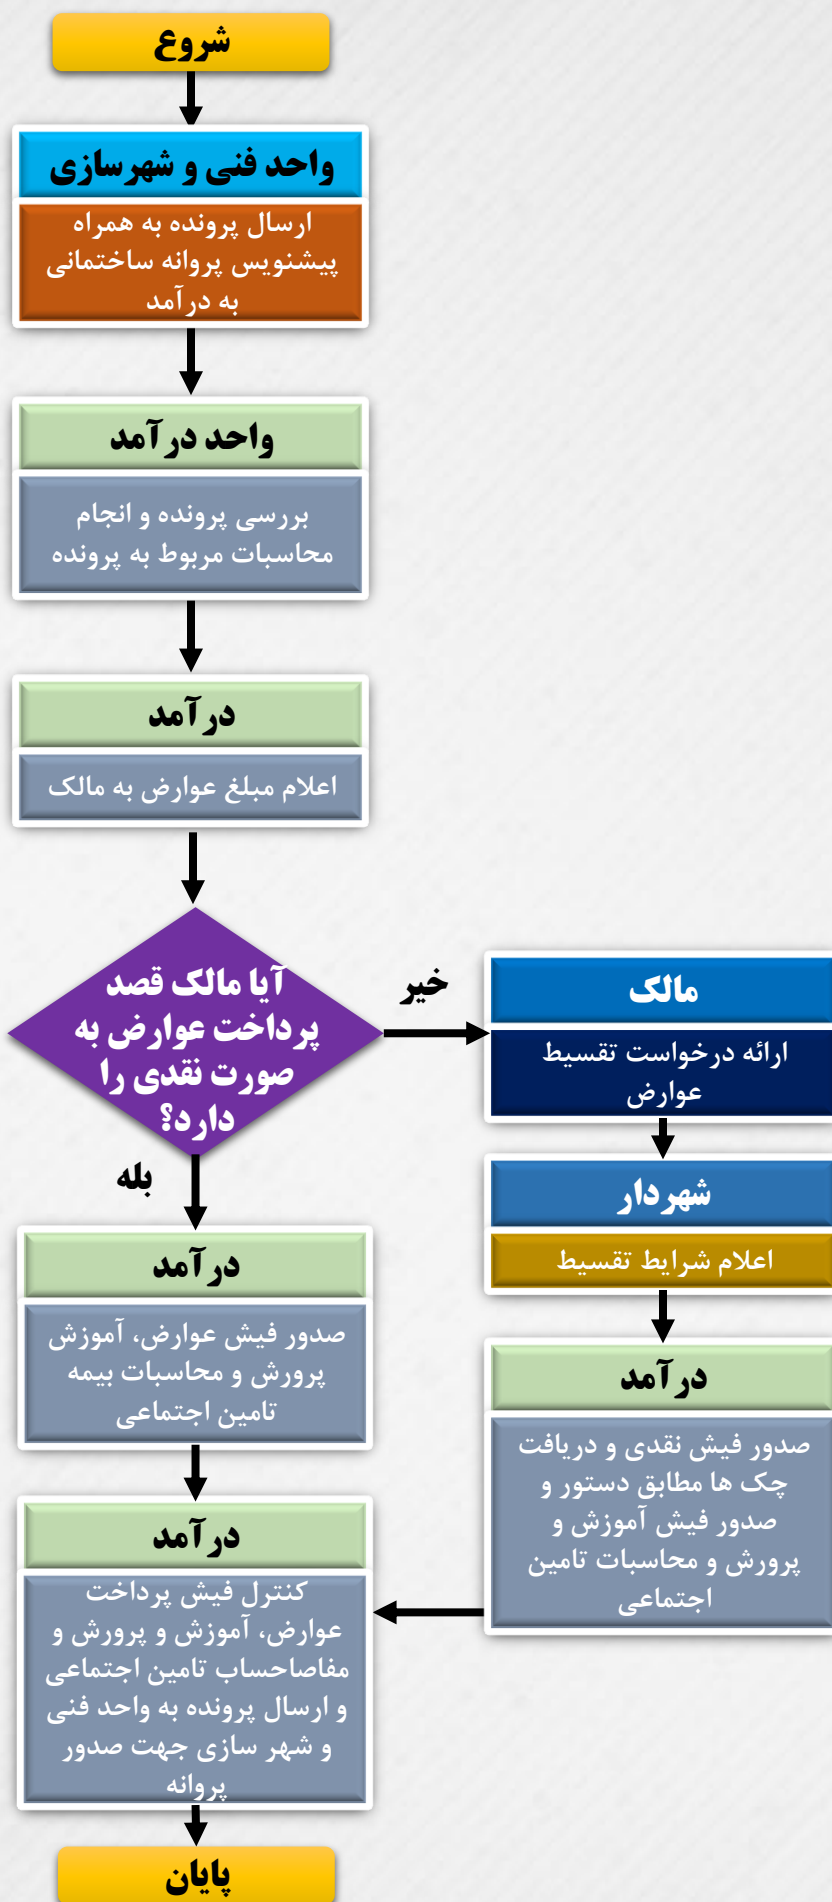 شروع
واحد فنی و شهرسازی
ارسال پرونده به همراه
پیشنویس پروانه ساختمانی
به درآمد
واحد درآمد
بررسی پرونده و انجام
محاسبات مربوط به پرونده
درآمد
اعلام مبلغ عوارض به مالک
آیا مالک قصد
پرداخت عوارض به
صورت نقدی را
دارد؟
خیر
مالک
ارائه درخواست تقسیط
عوارض
شهردار
اعلام شرایط تقسیط
درآمد
صدور فیش نقدی و دریافت
چک ها مطابق دستور و
صدور فیش آموزش و
پرورش و محاسبات تامین
اجتماعی
بله
درآمد
صدور فیش عوارض، آموزش
پرورش و محاسبات بیمه
تامین اجتماعی
درآمد
کنترل فیش پرداخت
عوارض، آموزش و پرورش و
مفاصاحساب تامین اجتماعی
و ارسال پرونده به واحد فنی
و شهر سازی جهت صدور
پروانه
پایان